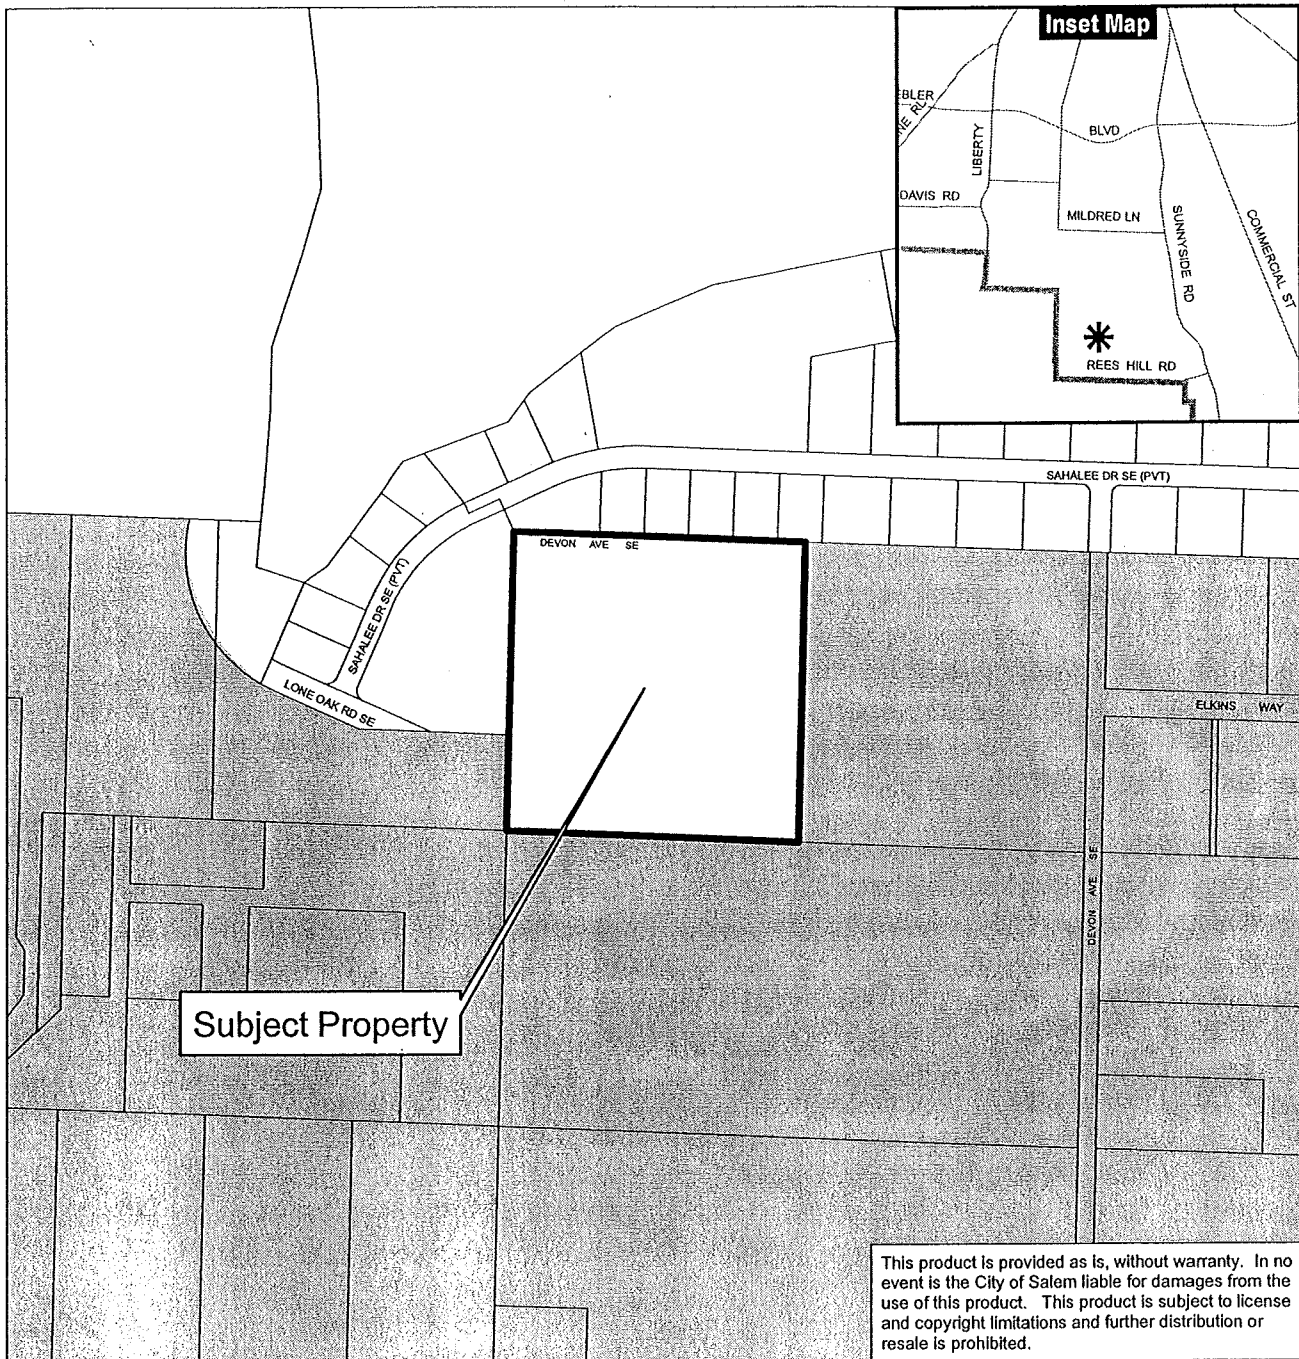 Inset Map
BLVD
LIBERTY
DAVIS RD
MILDRED LN
SUNNYSIDE RD
COMMERCIAL ST
REES HILL RD
SAHALEE DR SE (PVT)
DEVON AVE SE
SAHALEE DR SE (PVT)
LONE OAK RD SE
ELKINS WAY
DEVON AVE SE
Subject Property
This product is provided as is, without warranty. In no
event is the City of Salem liable for damages from the
use of this product. This product is subject to license
and copyright limitations and further distribution or
resale is prohibited.